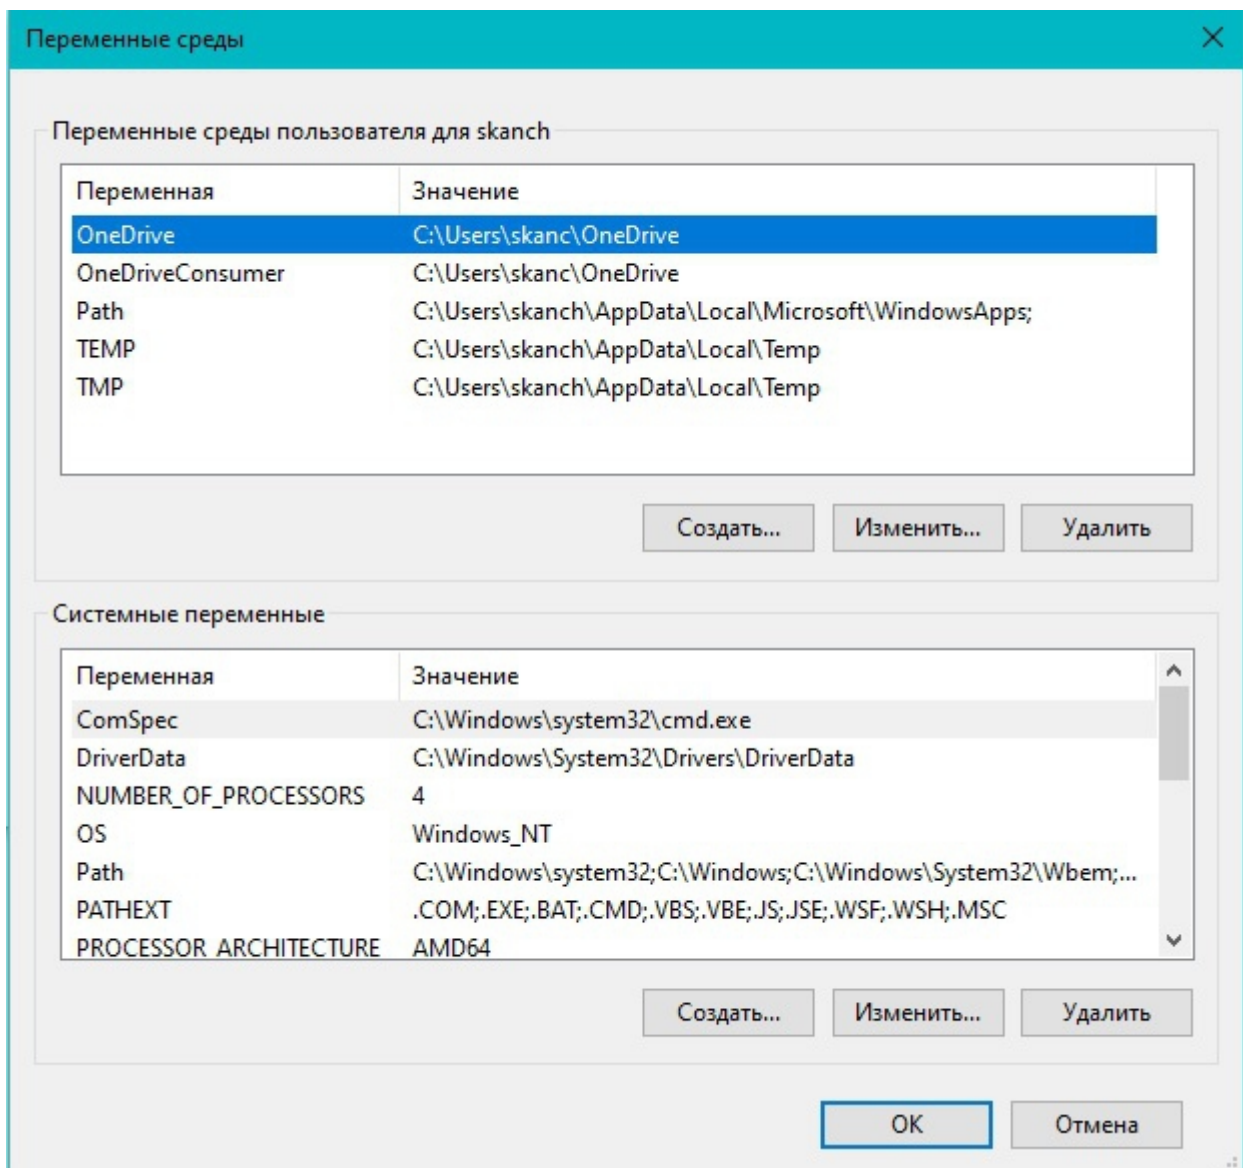 Переменные среды
Переменные среды пользователя для skanch
Переменная Значение
OneDrive C:\Users\skanc\OneDrive
OneDriveConsumer C:\Users\skanc\OneDrive
Path C:\Users\skanch\AppData\Local\Microsoft\WindowsApps;
TEMP C:\Users\skanch\AppData\Local\Temp
TMP C:\Users\skanch\AppData\Local\Temp
Создать... Изменить... Удалить
Системные переменные
Переменная Значение
ComSpec C:\Windows\system32\cmd.exe
DriverData C:\Windows\System32\Drivers\DriverData
NUMBER_OF_PROCESSORS 4
OS Windows_NT
Path C:\Windows\system32;C:\Windows;C:\Windows\System32\Wbem;...
PATHEXT .COM;.EXE;.BAT;.CMD;.VBS;.VBE;.JS;.JSE;.WSF;.WSH;.MSC
PROCESSOR_ARCHITECTURE AMD64
Создать... Изменить... Удалить
ОК Отмена